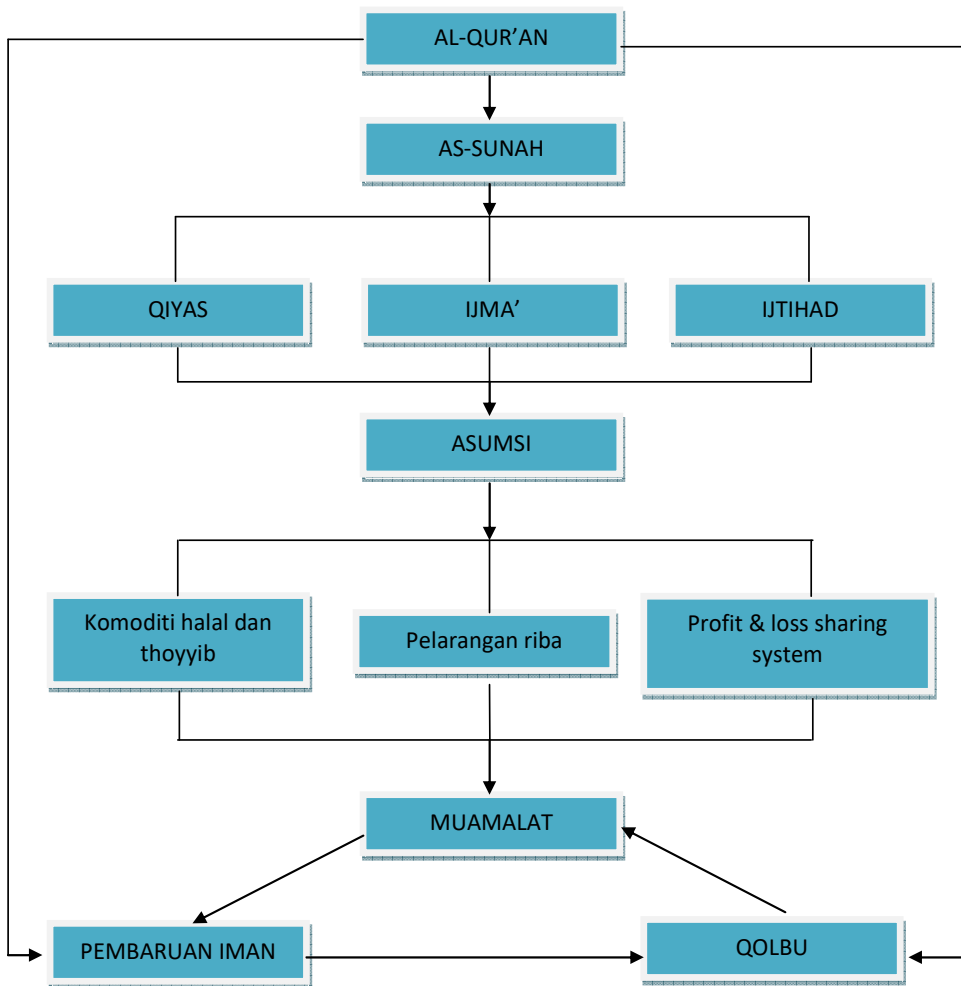 AL-QUR’AN
AS-SUNAH
QIYAS
IJMA’
IJTIHAD
ASUMSI
Komoditi halal dan
thoyyib
Pelarangan riba
Profit & loss sharing
system
MUAMALAT
PEMBARUAN IMAN
QOLBU